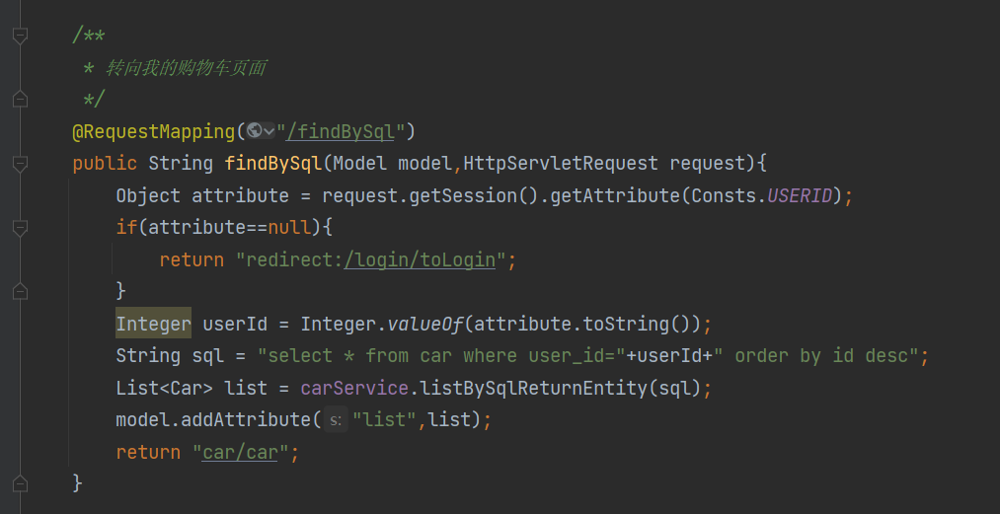 /**
* 转向我的购物车页面
*/
@RequestMapping("/findBySql")
public String findBySql(Model model,HttpServletRequest request){
Object attribute = request.getSession().getAttribute(Consts.USERID);
if(attribute==null){
return "redirect:/login/toLogin";
}
Integer userId = Integer.valueOf(attribute.toString());
String sql = "select * from car where user_id="+userId+" order by id desc";
List<Car> list = carService.listBySqlReturnEntity(sql);
model.addAttribute( s: "list",list);
return "car/car";
}